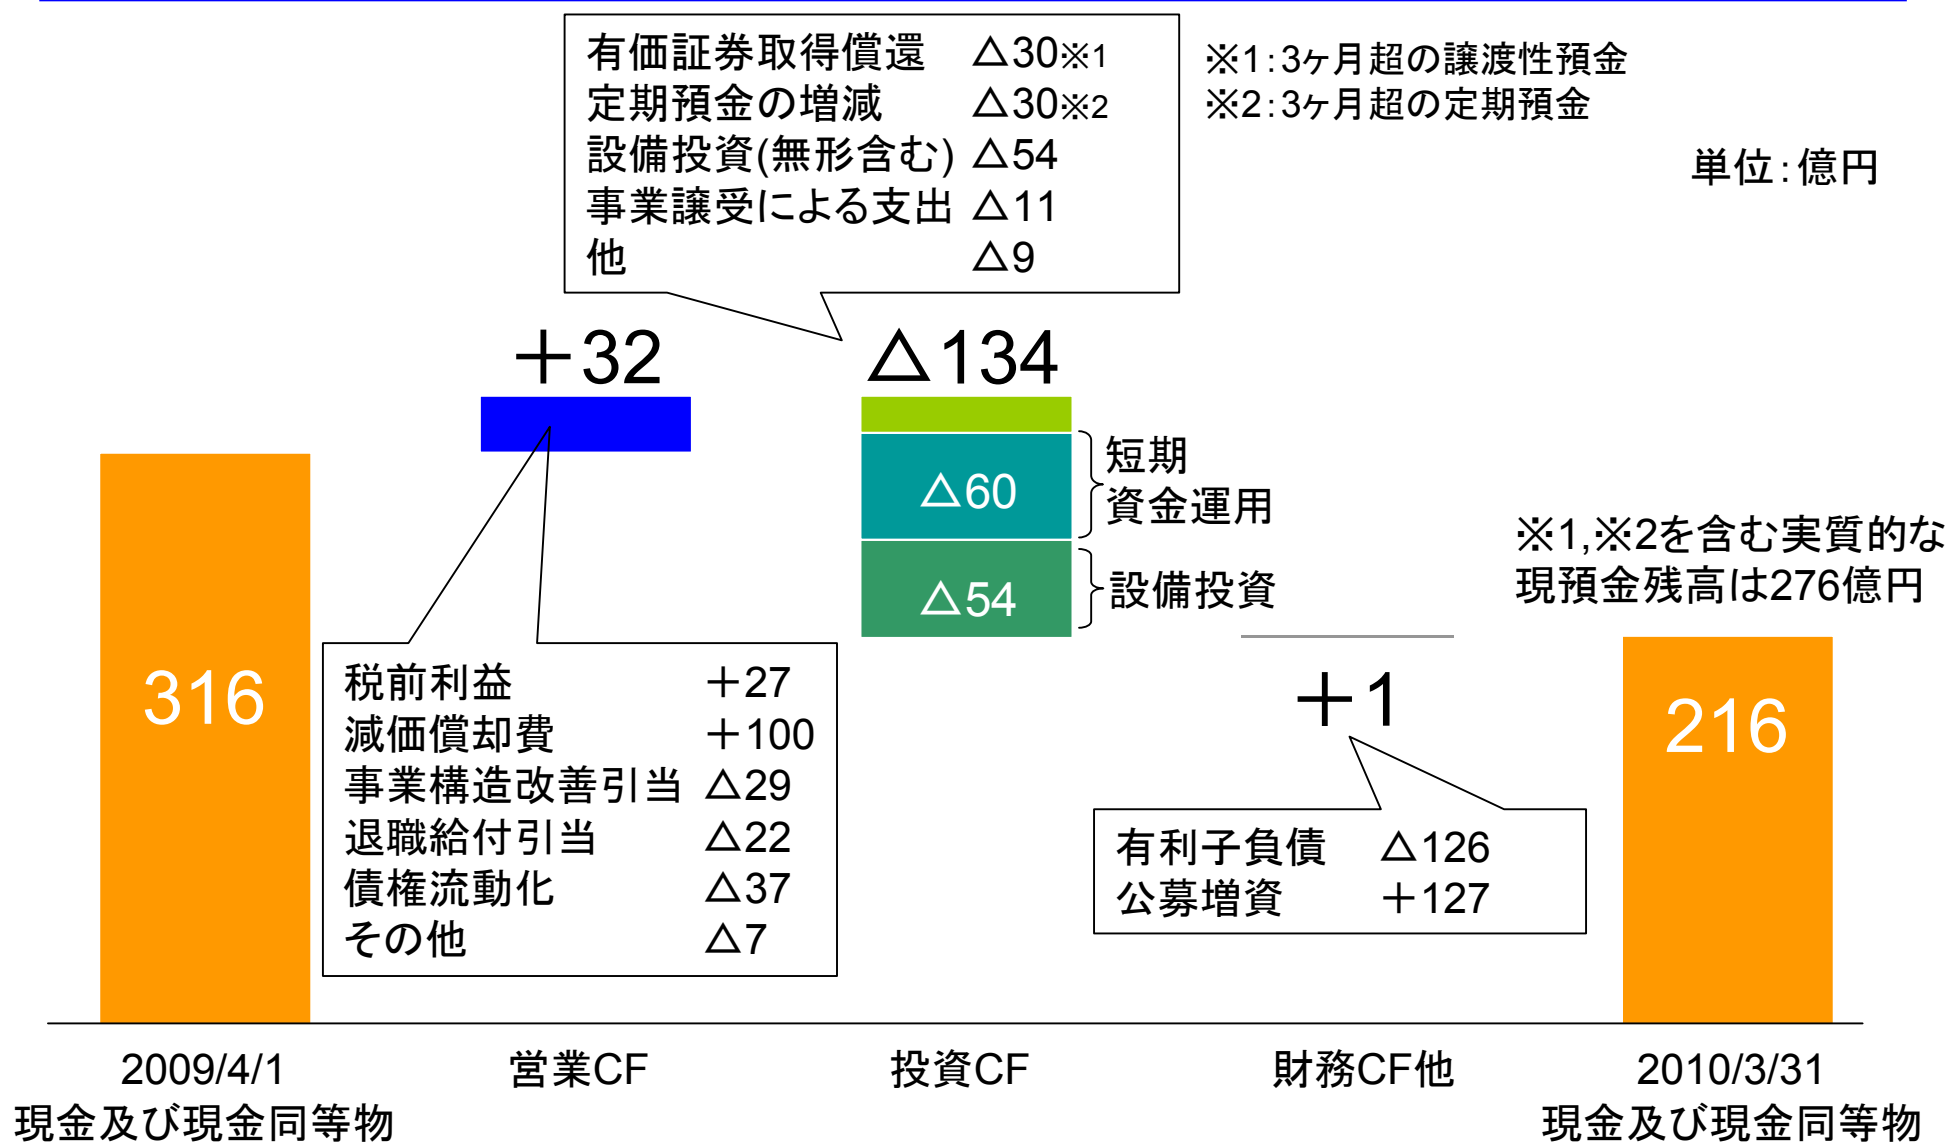 有価証券取得償還 △30※1
定期預金の増減 △30※2
設備投資(無形含む) △54
事業譲受による支出 △11
他 △9
※1:3ヶ月超の譲渡性預金
※2:3ヶ月超の定期預金
単位:億円
+32
△134
△60
短期
資金運用
△54
設備投資
※1,※2を含む実質的な
現預金残高は276億円
316
税前利益 +27
減価償却費 +100
事業構造改善引当 △29
退職給付引当 △22
債権流動化 △37
その他 △7
+1
有利子負債 △126
公募増資 +127
216
2009/4/1
現金及び現金同等物
営業CF
投資CF
財務CF他
2010/3/31
現金及び現金同等物